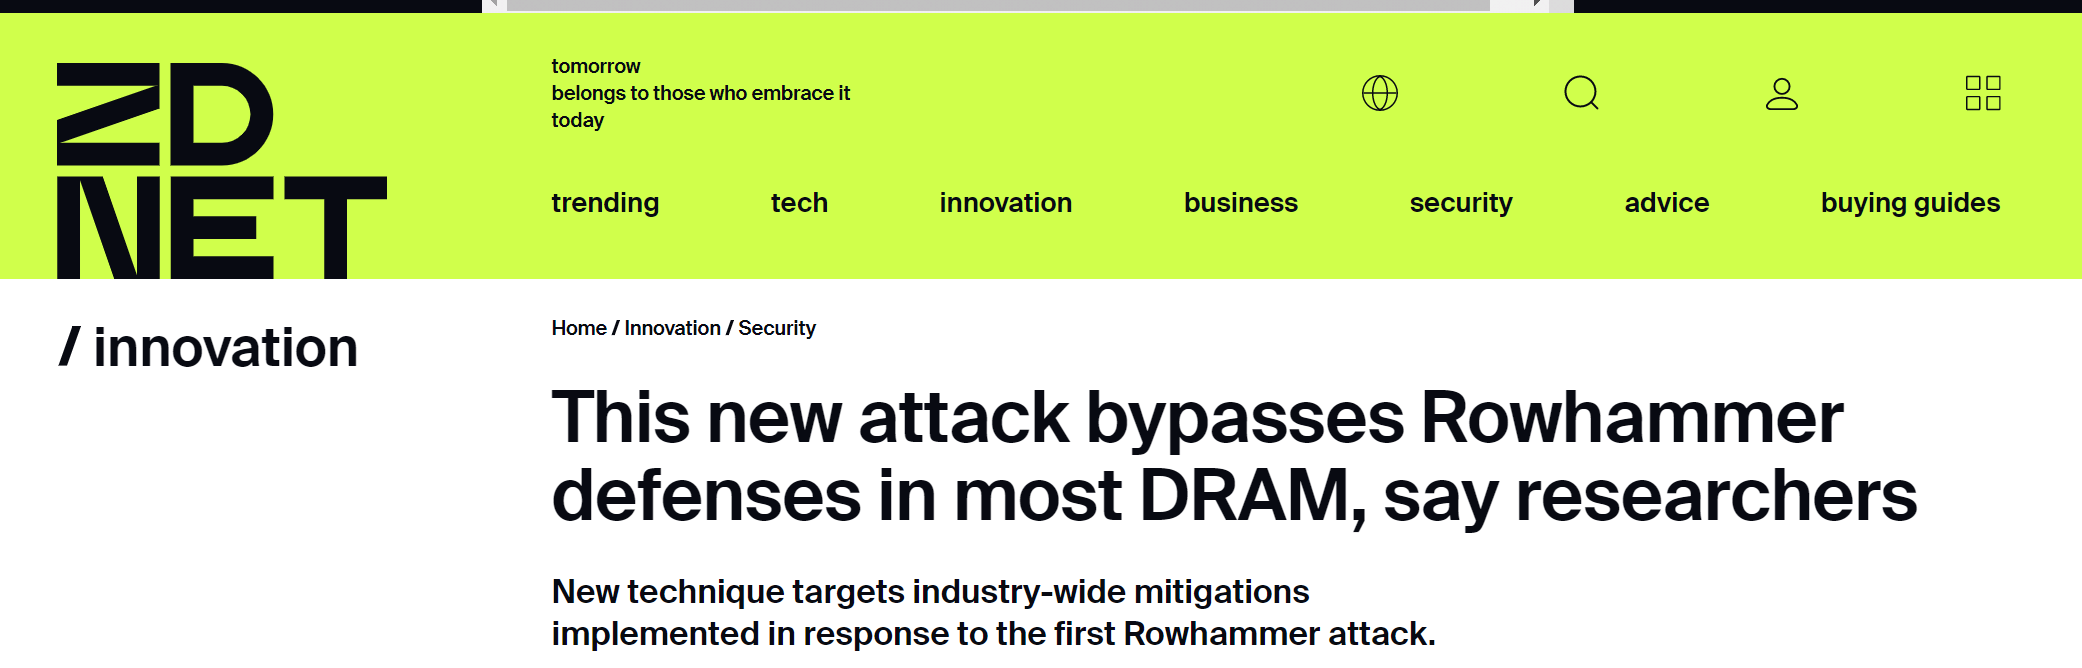 ZD
NET
tomorrow
belongs to those who embrace it
today
trending tech innovation business security advice buying guides
/ innovation
Home / Innovation / Security
This new attack bypasses Rowhammer
defenses in most DRAM, say researchers
New technique targets industry-wide mitigations
implemented in response to the first Rowhammer attack.